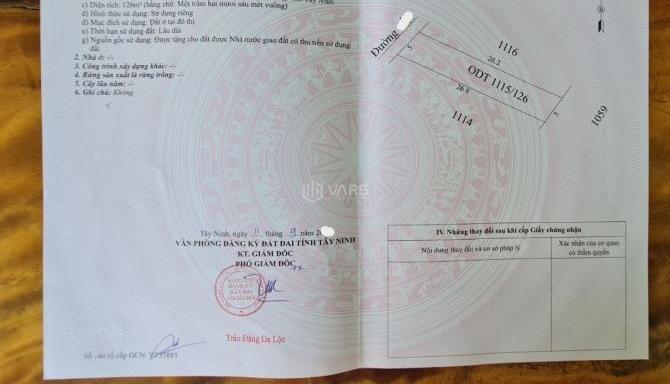 c) Diện tích: 126m² (bằng chữ: Một trăm hai mươi sáu mét vuông)
d) Hình thức sử dụng: Sử dụng riêng
đ) Mục đích sử dụng: Đất ở tại đô thị
e) Thời hạn sử dụng đất: Lâu dài
g) Nguồn gốc sử dụng: Được tặng cho đất được Nhà nước giao đất có thu tiền sử dụng
đất
2. Nhà ở: -/-
3. Công trình xây dựng khác: -/-
4. Rừng sản xuất là rừng trồng: -/-
5. Cây lâu năm: -/-
6. Ghi chú: Không
Đường
1116
26.2
5
ODT 1115/126
26.8
5
1114
1059
VARS
Tây Ninh, ngày 11 tháng 9 năm 2
VĂN PHÒNG ĐĂNG KÝ ĐẤT ĐAI TỈNH TÂY NINH
KT. GIÁM ĐỐC
PHÓ GIÁM ĐỐC
Trần Đặng Đa Lộc
Số vào sổ cấp GCN:
IV. Những thay đổi sau khi cấp Giấy chứng nhận
Nội dung thay đổi và cơ sở pháp lý
Xác nhận của cơ quan
có thẩm quyền